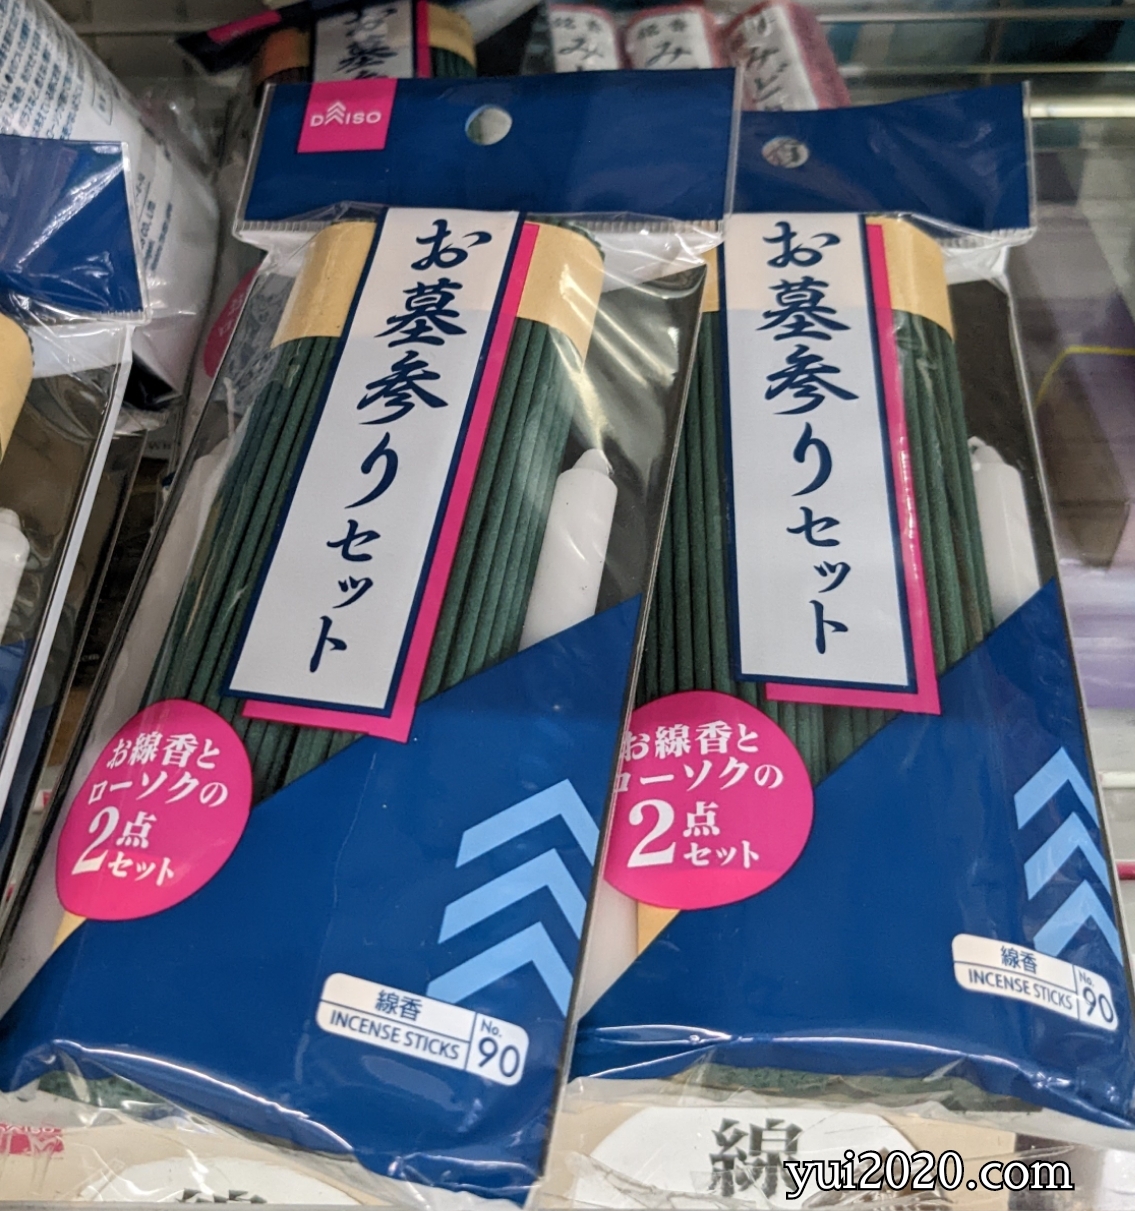 DAISO
お墓参りセット
お線香と
ローソクの
2点
セット
線香
INCENSE STICKS
No.
90
お墓参りセット
お線香と
ローソクの
2点
セット
線香
INCENSE STICKS
No.
90
綿
yui2020.com